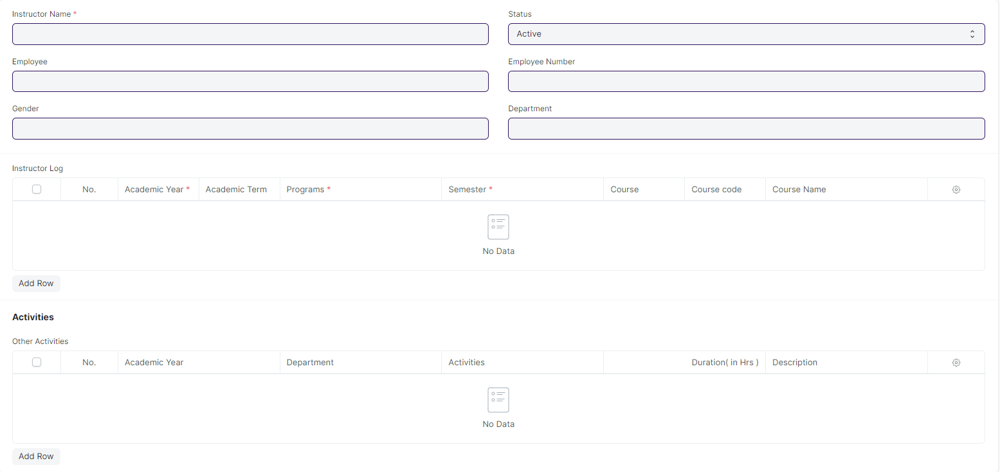 Instructor Name * Status
Active
Employee Employee Number
Gender Department
Instructor Log
No. Academic Year * Academic Term Programs * Semester * Course Course code Course Name
No Data
Add Row
Activities
Other Activities
No. Academic Year Department Activities Duration( in Hrs ) Description
No Data
Add Row